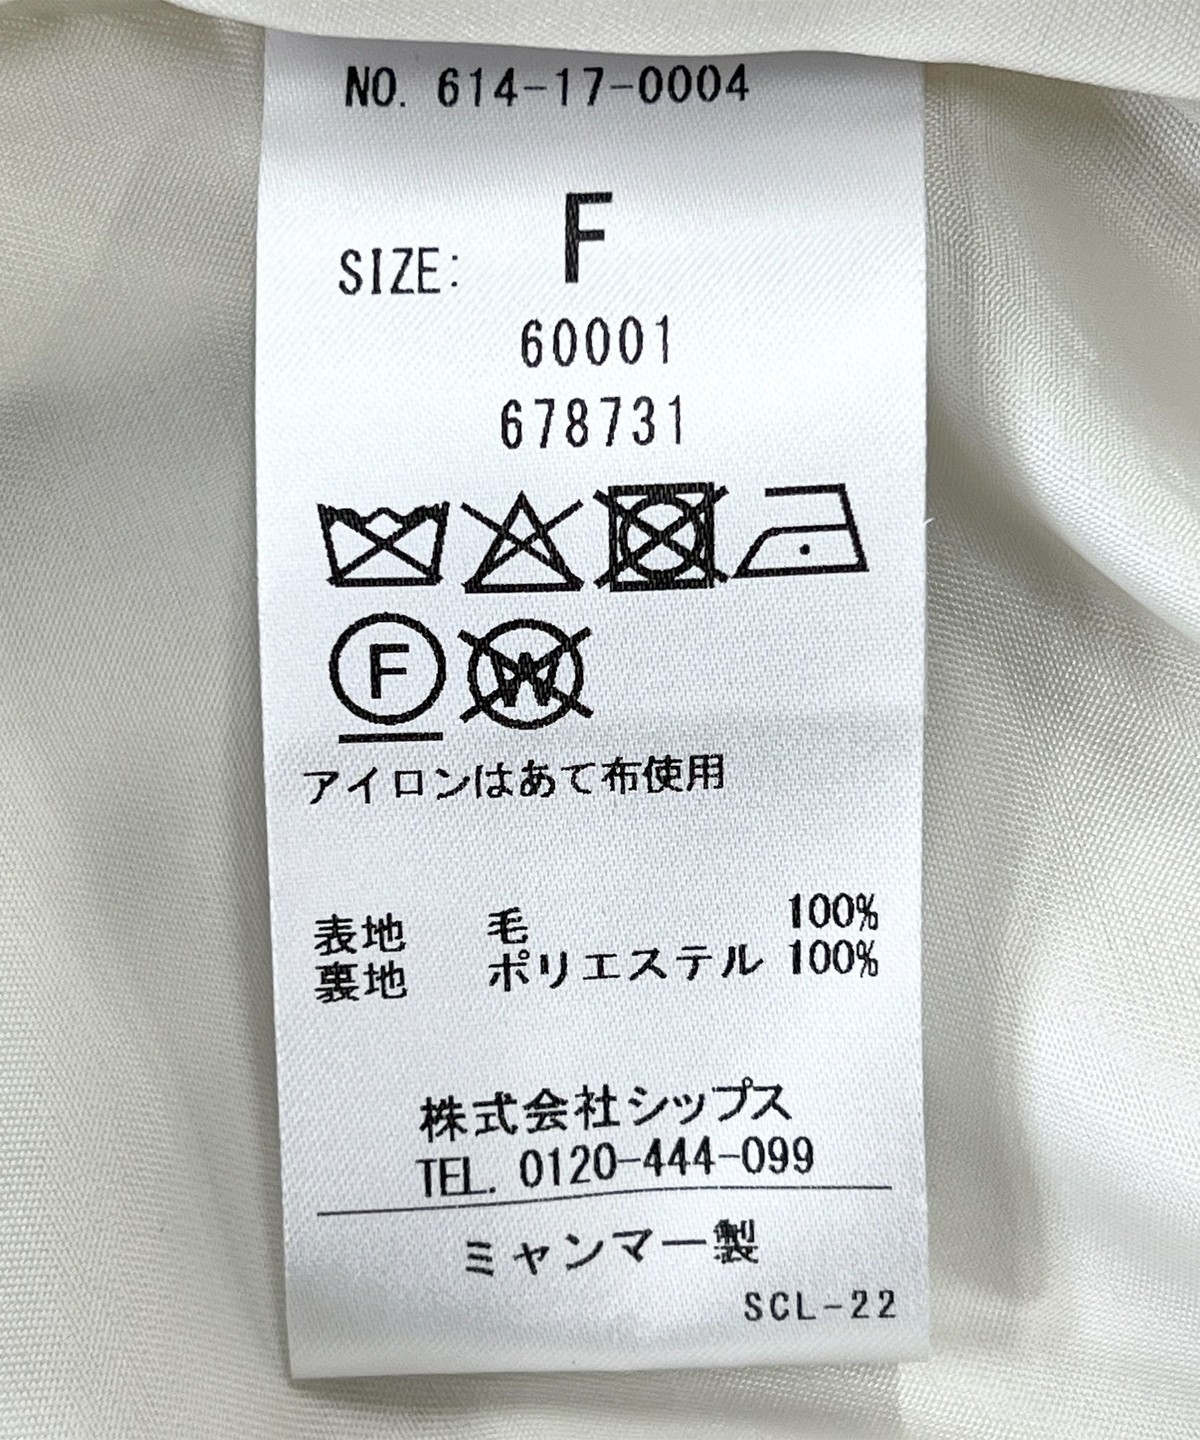 NO. 614-17-0004
SIZE: F
60001
678731
F W
アイロンはあて布使用
表地 毛 100%
裏地 ポリエステル 100%
株式会社シップス
TEL. 0120-444-099
ミャンマー製
SCL-22